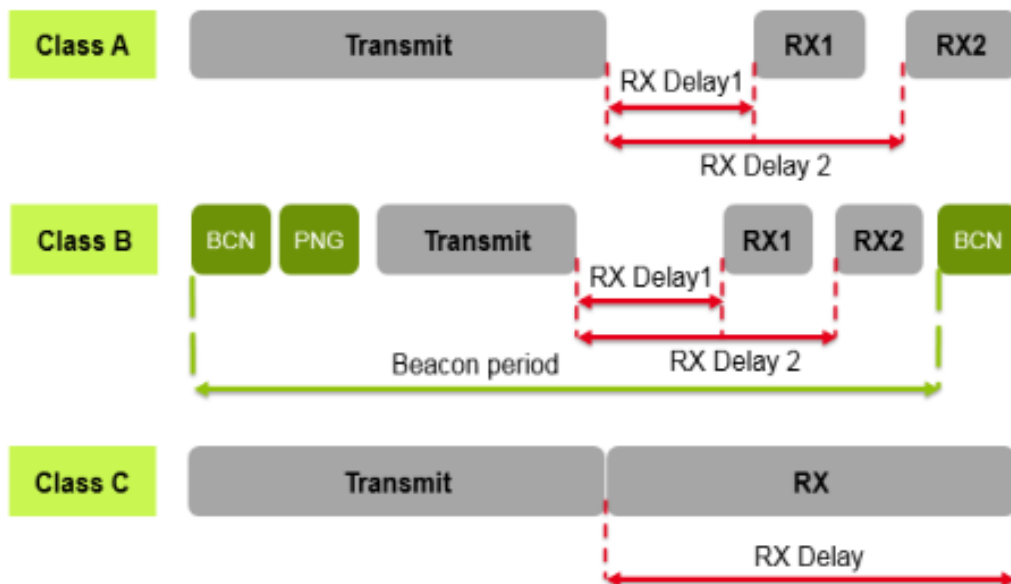 Class A Transmit RX1 RX2
RX Delay1
RX Delay 2
Class B BCN PNG Transmit RX1 RX2 BCN
RX Delay1
RX Delay 2
Beacon period
Class C Transmit RX
RX Delay